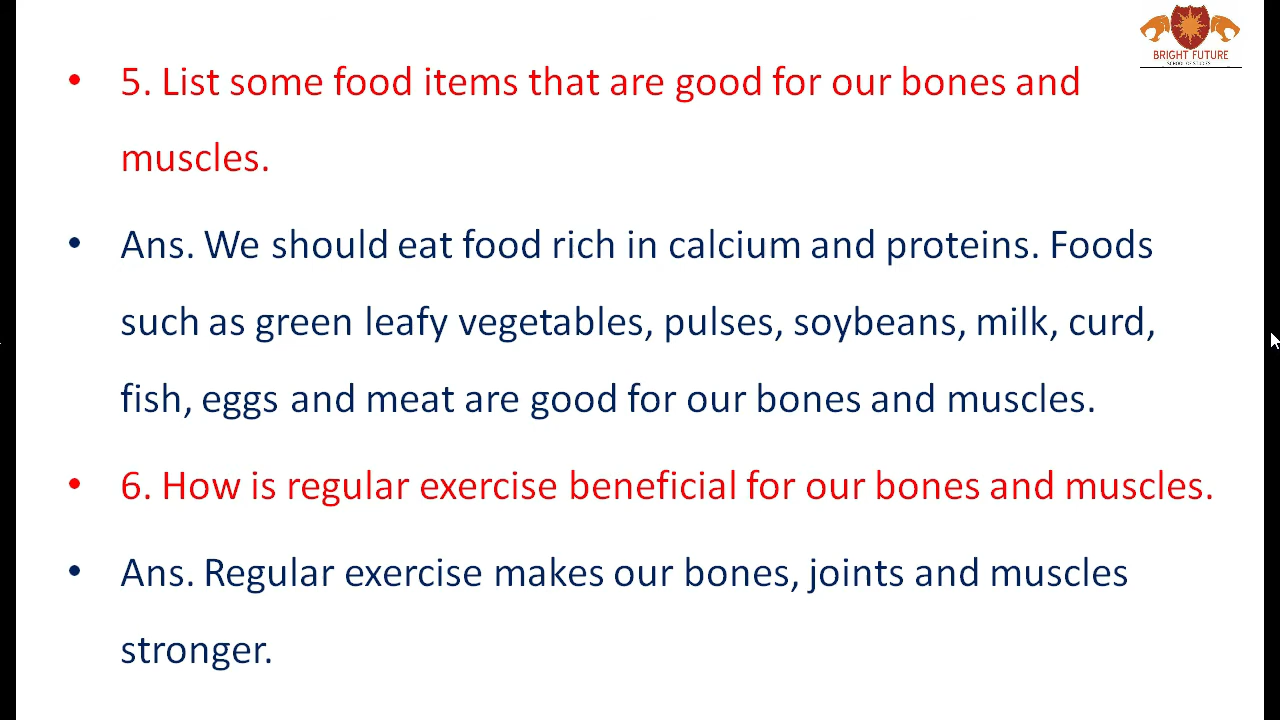 BRIGHT FUTURE
• 5. List some food items that are good for our bones and
muscles.
• Ans. We should eat food rich in calcium and proteins. Foods
such as green leafy vegetables, pulses, soybeans, milk, curd,
fish, eggs and meat are good for our bones and muscles.
• 6. How is regular exercise beneficial for our bones and muscles.
• Ans. Regular exercise makes our bones, joints and muscles
stronger.